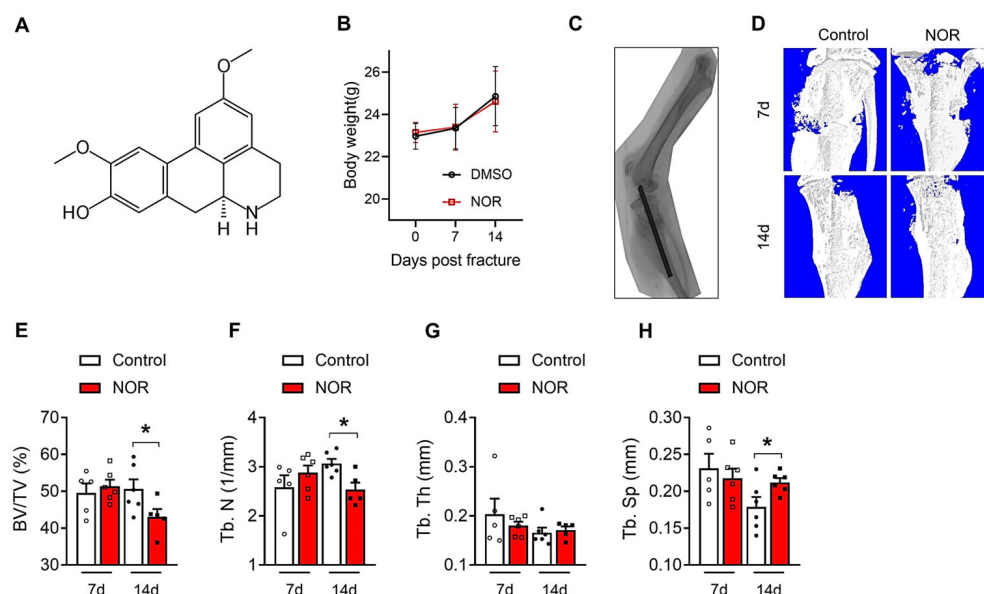 A
O
O
HO
H
N
H
B
Body weight(g)
26
24
22
20
DMSO
NOR
0 7 14
Days post fracture
C
D
Control NOR
7d
14d
E
Control
NOR
BV/TV (%)
70
60
50
40
30
*
7d 14d
F
Control
NOR
Tb. N (1/mm)
4
3
2
1
*
7d 14d
G
Control
NOR
Tb. Th (mm)
0.4
0.3
0.2
0.1
7d 14d
H
Control
NOR
Tb. Sp (mm)
0.30
0.25
0.20
0.15
0.10
*
7d 14d